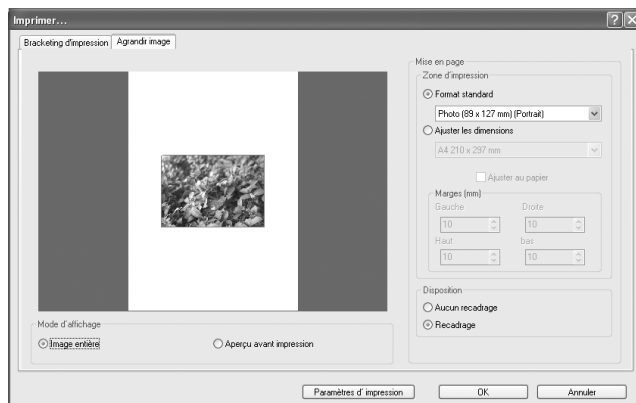 Imprimer...
Bracketing d'impression
Agrandir image
Mise en page
Zone d'impression
Format standard
Photo (89 x 127 mm) (Portrait)
Ajuster les dimensions
A4 210 x 297 mm
Ajuster au papier
Marges (mm)
Gauche Droite
10 10
Haut bas
10 10
Disposition
Aucun recadrage
Recadrage
Mode d'affichage
Image entière
Aperçu avant impression
Paramètres d' impression
OK
Annuler